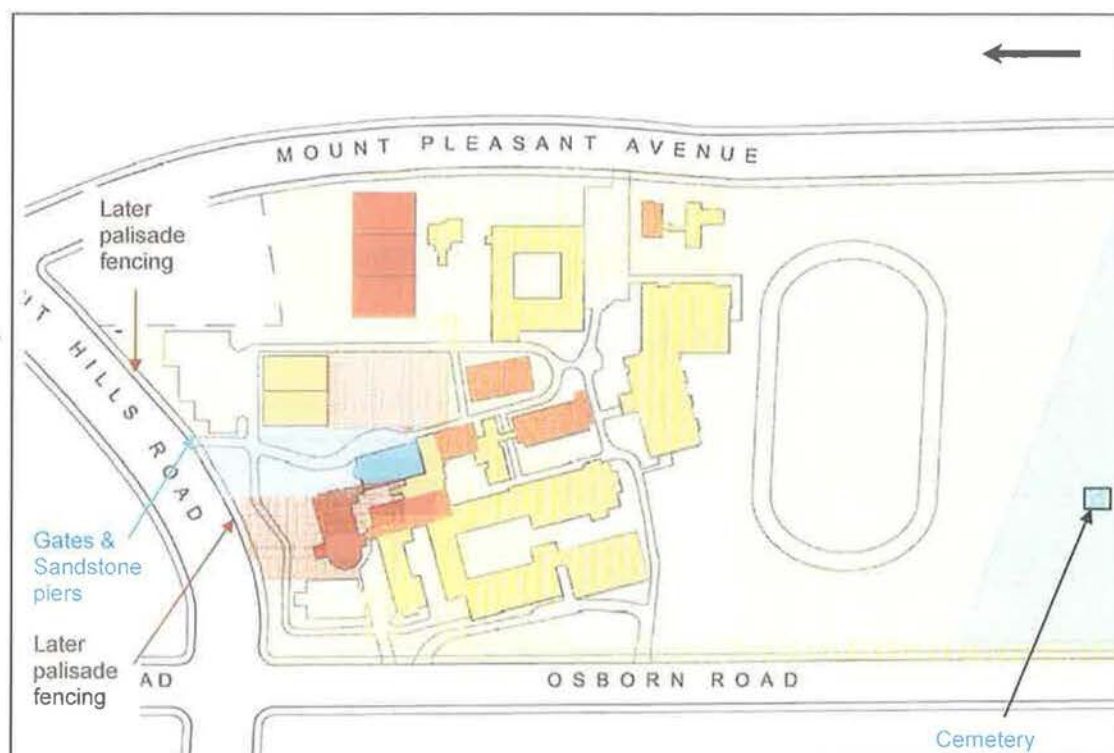 MOUNT PLEASANT AVENUE
Later
palisade
fencing
HILLS ROAD
Gates &
Sandstone
piers
Later
palisade
fencing
AD
OSBORN ROAD
Cemetery